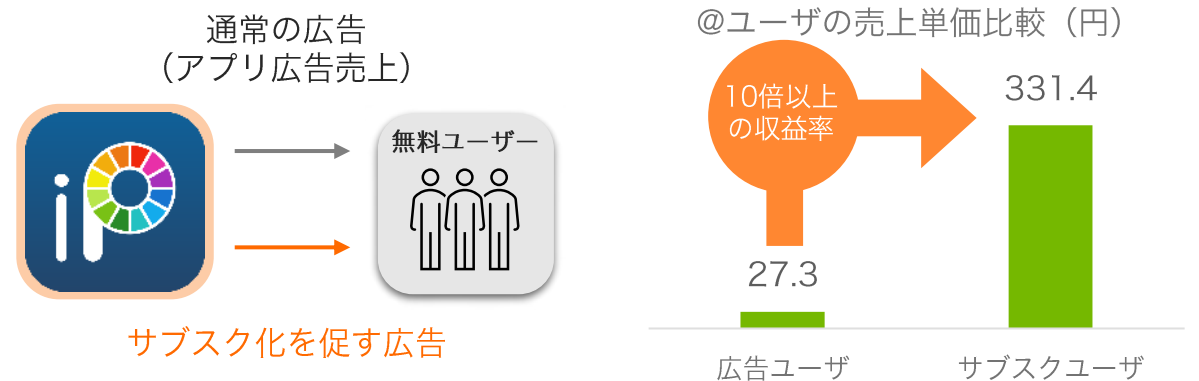 通常の広告
（アプリ広告売上）
iP
無料ユーザー
サブスク化を促す広告
＠ユーザの売上単価比較（円）
10倍以上
の収益率
331.4
27.3
広告ユーザ
サブスクユーザ